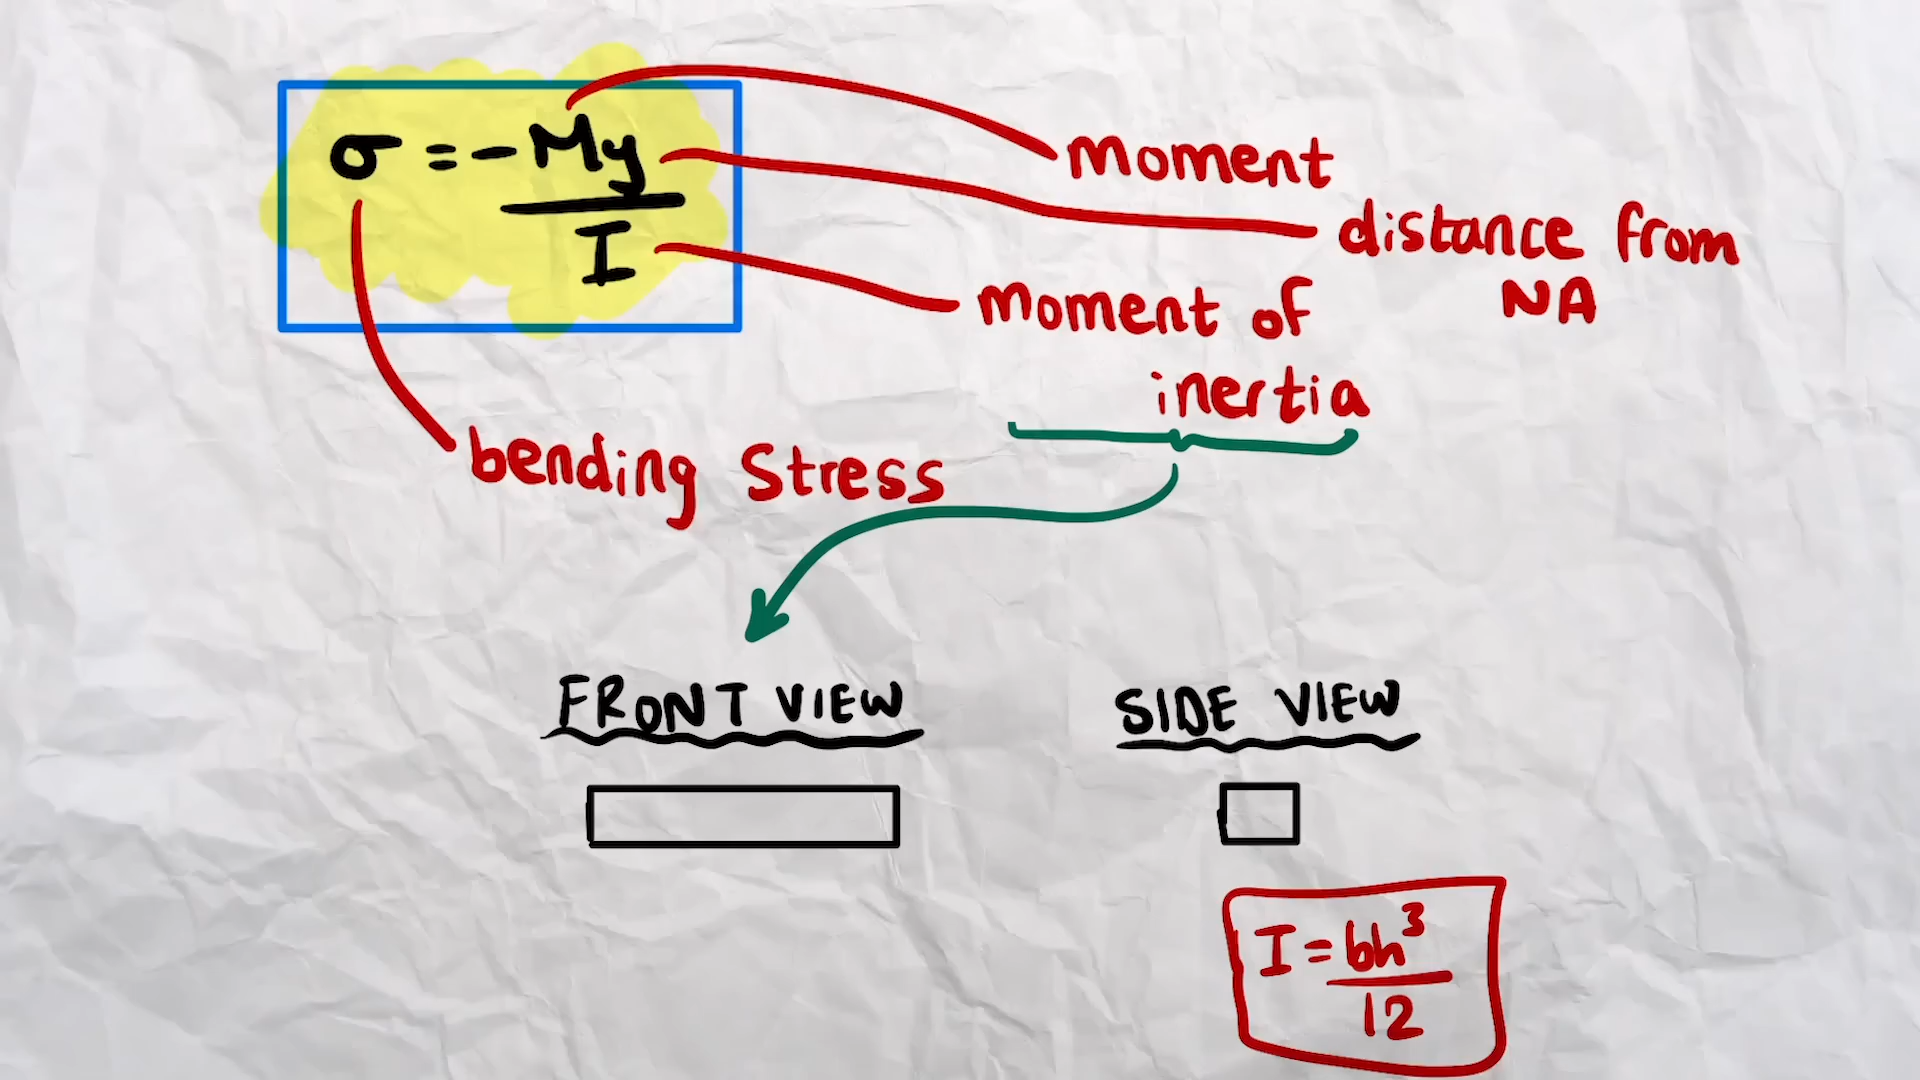 σ = -My/I
moment
distance from
NA
moment of
inertia
bending Stress
FRONT VIEW
SIDE VIEW
I = bh³/12